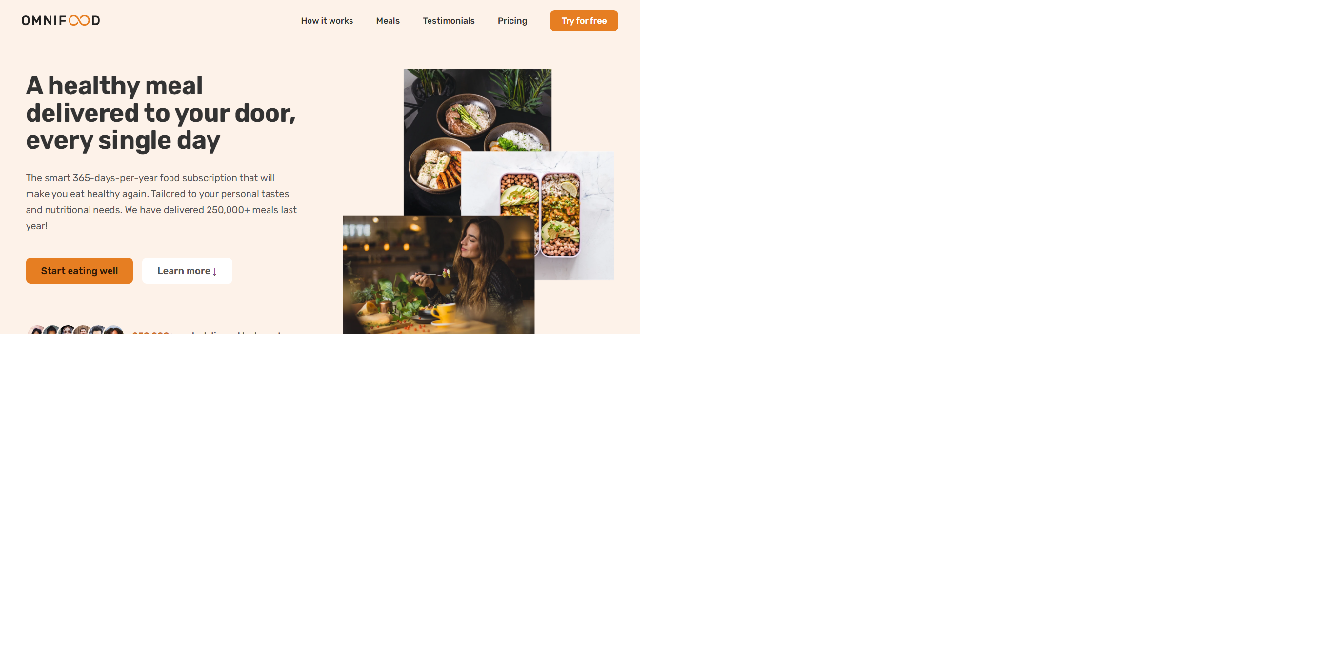 OMNIFOOD
How it works
Meals
Testimonials
Pricing
Try for free
A healthy meal
delivered to your door,
every single day
The smart 365-days-per-year food subscription that will
make you eat healthy again. Tailored to your personal tastes
and nutritional needs. We have delivered 250,000+ meals last
year!
Start eating well
Learn more ↓